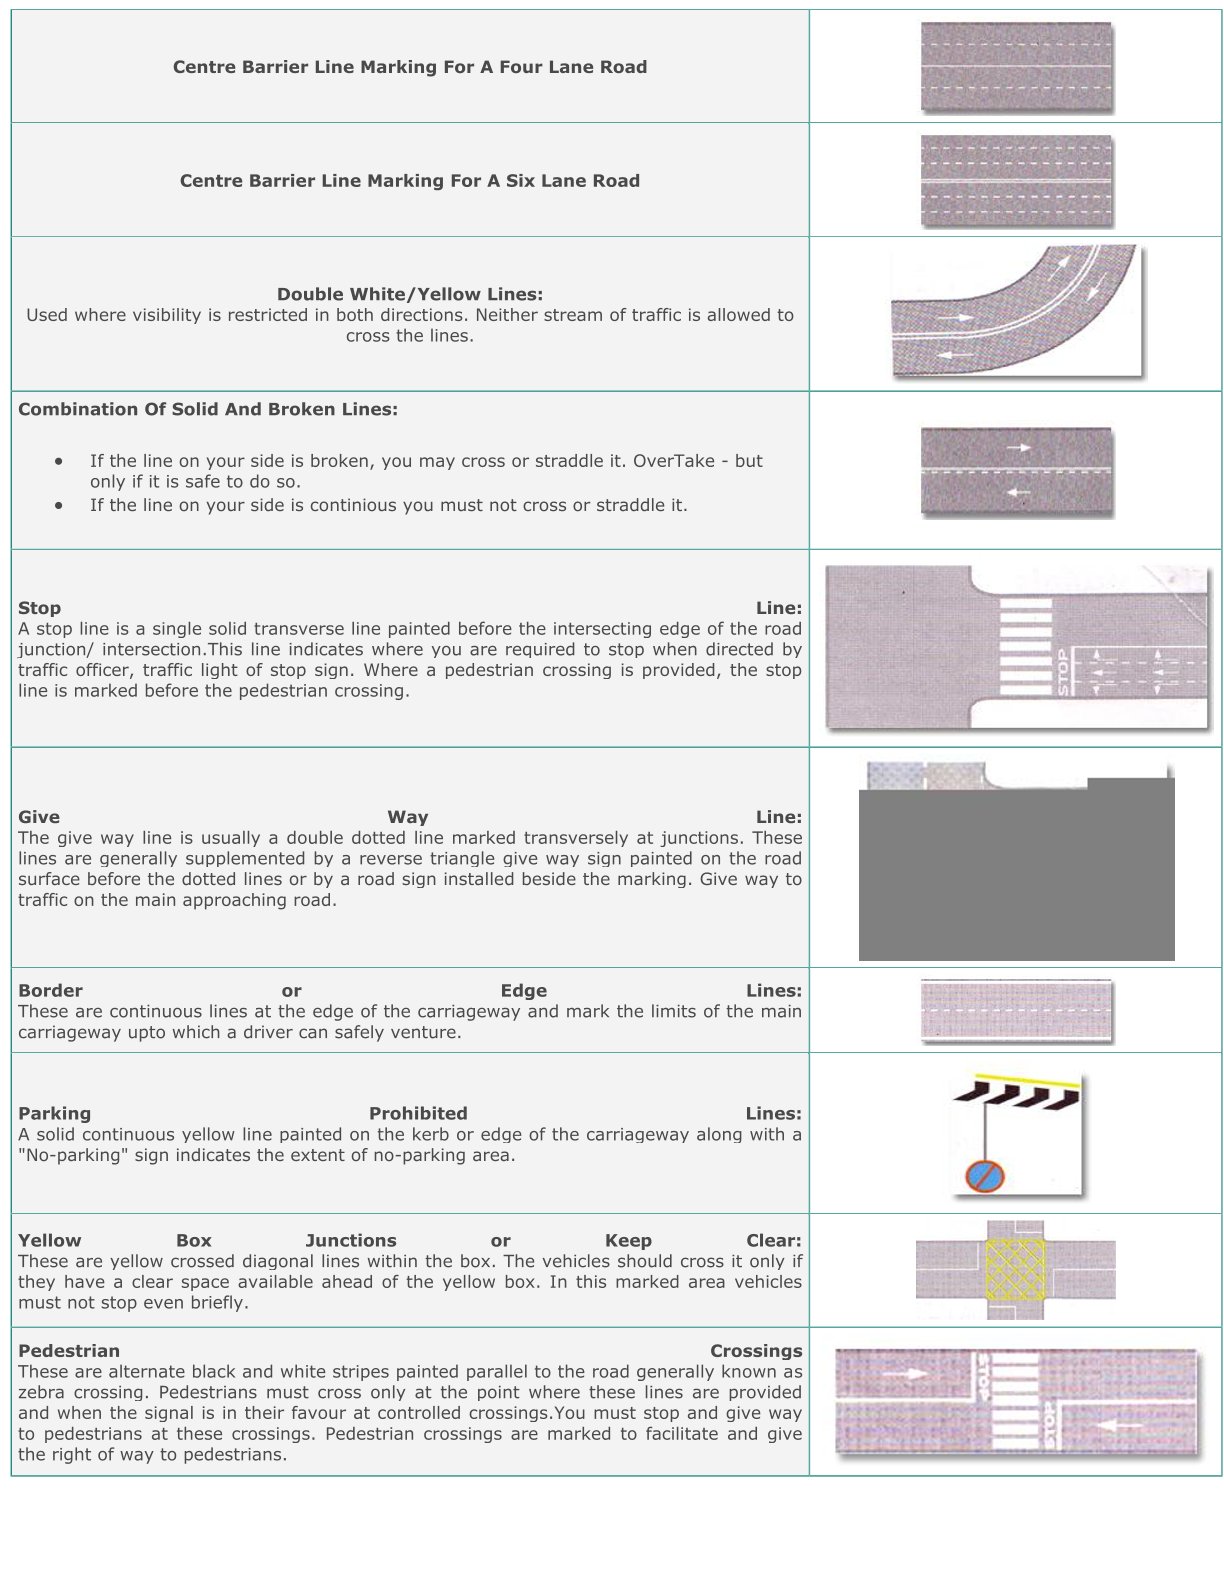 Centre Barrier Line Marking For A Four Lane Road
Centre Barrier Line Marking For A Six Lane Road
Double White/Yellow Lines:
Used where visibility is restricted in both directions. Neither stream of traffic is allowed to
cross the lines.
Combination Of Solid And Broken Lines:
● If the line on your side is broken, you may cross or straddle it. OverTake - but
only if it is safe to do so.
● If the line on your side is continious you must not cross or straddle it.
Stop Line:
A stop line is a single solid transverse line painted before the intersecting edge of the road
junction/ intersection.This line indicates where you are required to stop when directed by
traffic officer, traffic light of stop sign. Where a pedestrian crossing is provided, the stop
line is marked before the pedestrian crossing.
STOP
Give Way Line:
The give way line is usually a double dotted line marked transversely at junctions. These
lines are generally supplemented by a reverse triangle give way sign painted on the road
surface before the dotted lines or by a road sign installed beside the marking. Give way to
traffic on the main approaching road.
Border or Edge Lines:
These are continuous lines at the edge of the carriageway and mark the limits of the main
carriageway upto which a driver can safely venture.
Parking Prohibited Lines:
A solid continuous yellow line painted on the kerb or edge of the carriageway along with a
"No-parking" sign indicates the extent of no-parking area.
Yellow Box Junctions or Keep Clear:
These are yellow crossed diagonal lines within the box. The vehicles should cross it only if
they have a clear space available ahead of the yellow box. In this marked area vehicles
must not stop even briefly.
Pedestrian Crossings
These are alternate black and white stripes painted parallel to the road generally known as
zebra crossing. Pedestrians must cross only at the point where these lines are provided
and when the signal is in their favour at controlled crossings.You must stop and give way
to pedestrians at these crossings. Pedestrian crossings are marked to facilitate and give
the right of way to pedestrians.
STOP
STOP